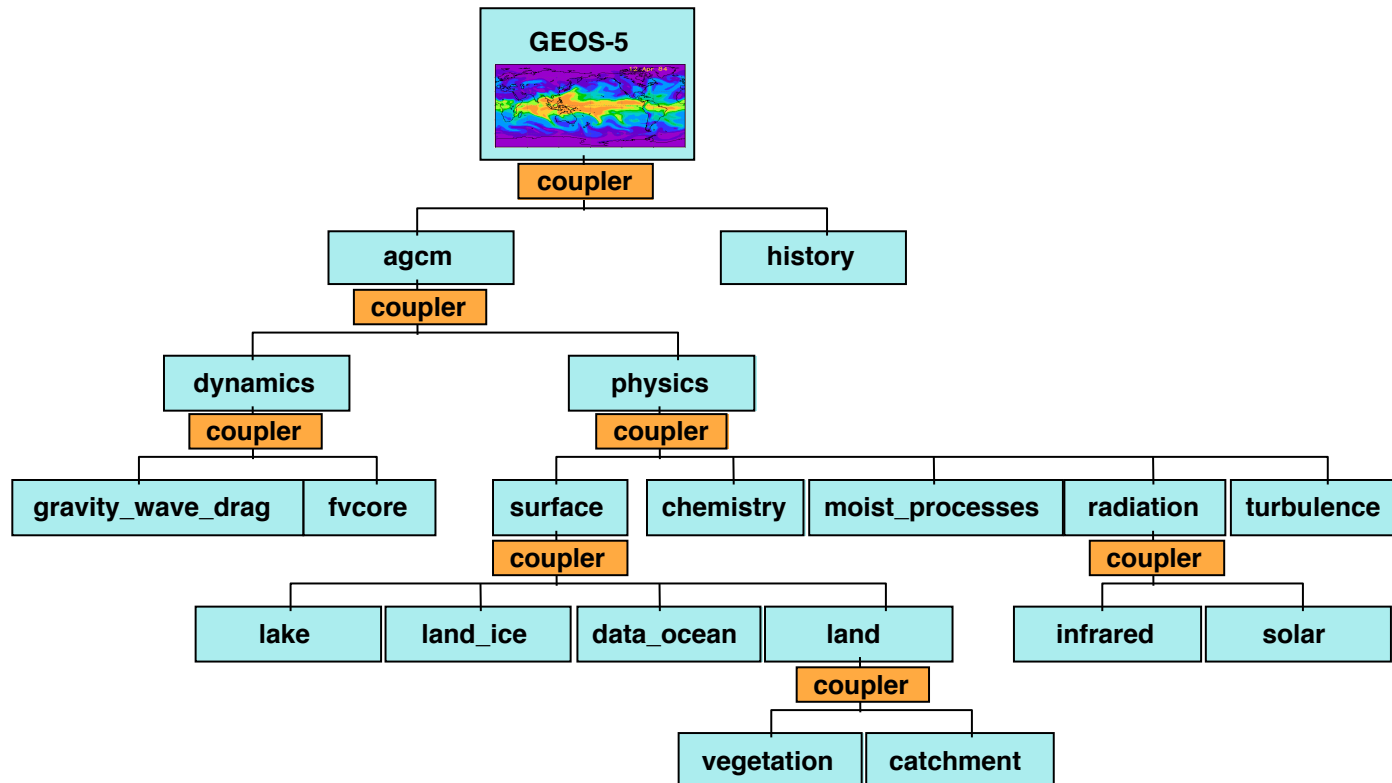 GEOS-5
12 Apr 84
coupler
agcm
history
coupler
dynamics
physics
coupler
coupler
gravity_wave_drag
fvcore
surface
chemistry
moist_processes
radiation
turbulence
coupler
coupler
lake
land_ice
data_ocean
land
infrared
solar
coupler
vegetation
catchment